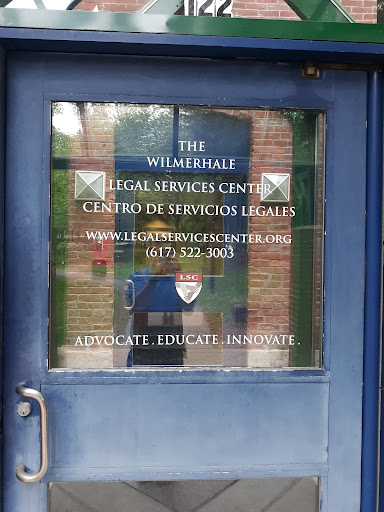 1122
THE
WILMERHALE
LEGAL SERVICES CENTER
CENTRO DE SERVICIOS LEGALES
WWW.LEGALSERVICESCENTER.ORG
(617) 522-3003
LSC
ADVOCATE . EDUCATE . INNOVATE .